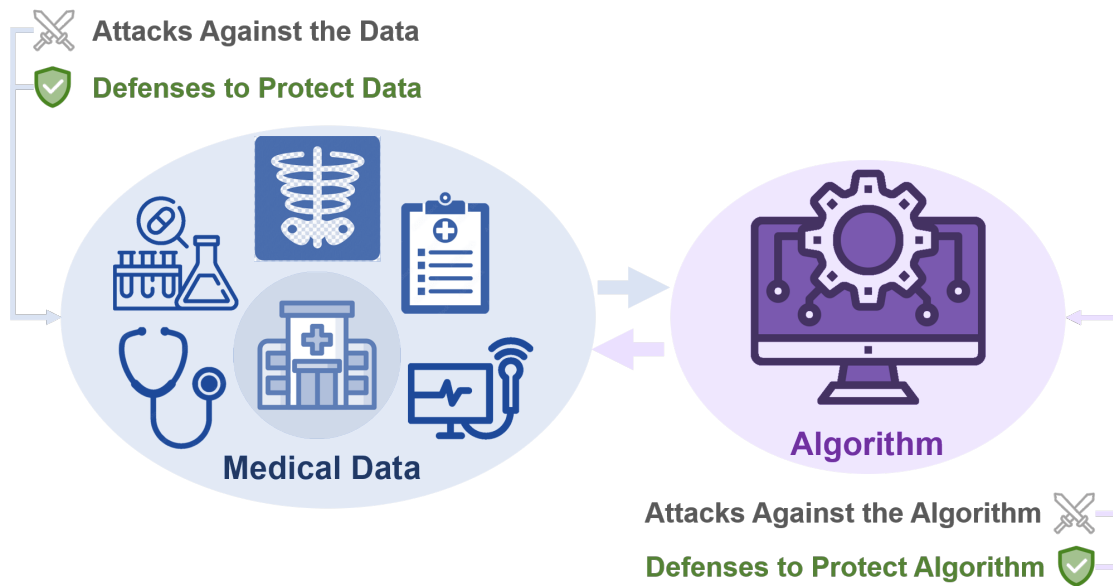 Attacks Against the Data
Defenses to Protect Data
Medical Data
Algorithm
Attacks Against the Algorithm
Defenses to Protect Algorithm